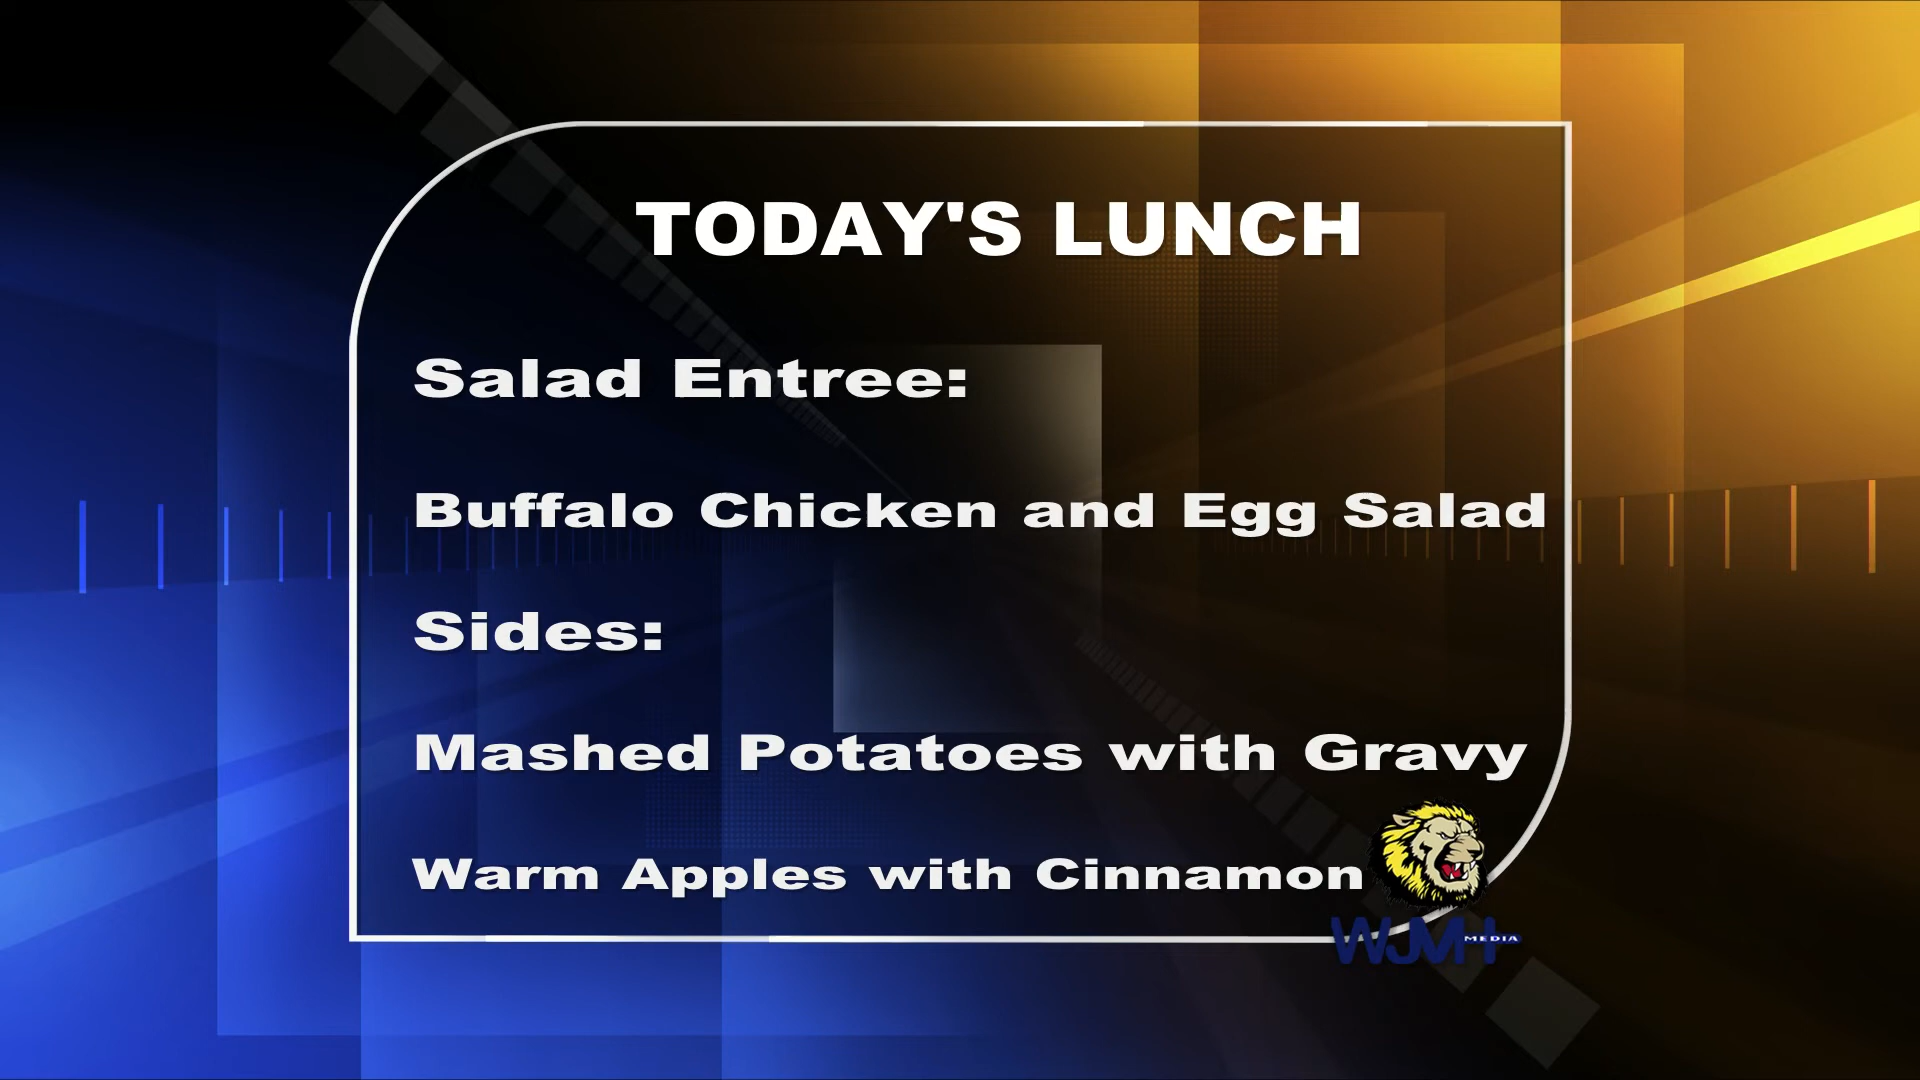 TODAY'S LUNCH
Salad Entree:
Buffalo Chicken and Egg Salad
Sides:
Mashed Potatoes with Gravy
Warm Apples with Cinnamon
WJMH MEDIA